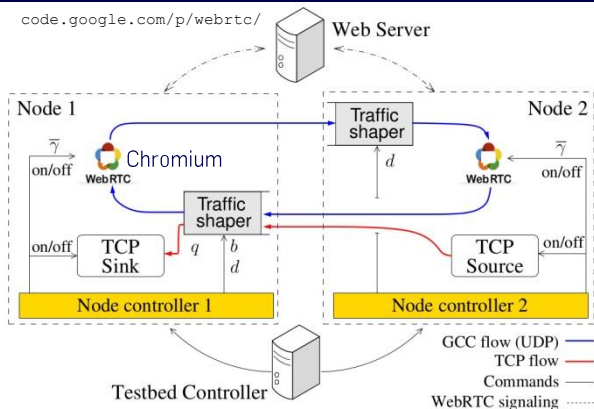 code.google.com/p/webrtc/
Web Server
Node 1
Node 2
Traffic
shaper
γ̅
on/off
Chromium
WebRTC
d
WebRTC
γ̅
on/off
Traffic
shaper
on/off
TCP
Sink
q
b
d
TCP
Source
on/off
Node controller 1
Node controller 2
Testbed Controller
GCC flow (UDP)
TCP flow
Commands
WebRTC signaling